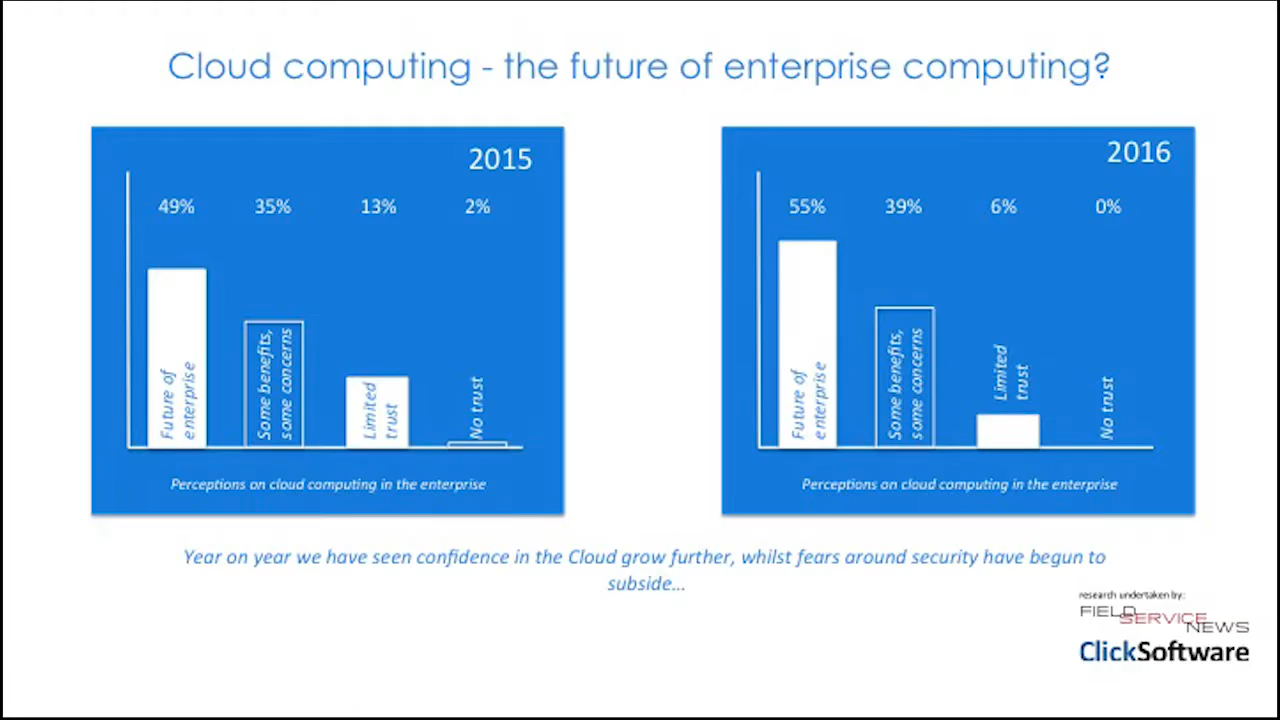 Cloud computing - the future of enterprise computing?
2015
49% 35% 13% 2%
Future of
enterprise
Some benefits,
some concerns
Limited
trust
No trust
Perceptions on cloud computing in the enterprise
2016
55% 39% 6% 0%
Future of
enterprise
Some benefits,
some concerns
Limited
trust
No trust
Perceptions on cloud computing in the enterprise
Year on year we have seen confidence in the Cloud grow further, whilst fears around security have begun to
subside...
research undertaken by:
FIELD
SERVICE
NEWS
ClickSoftware